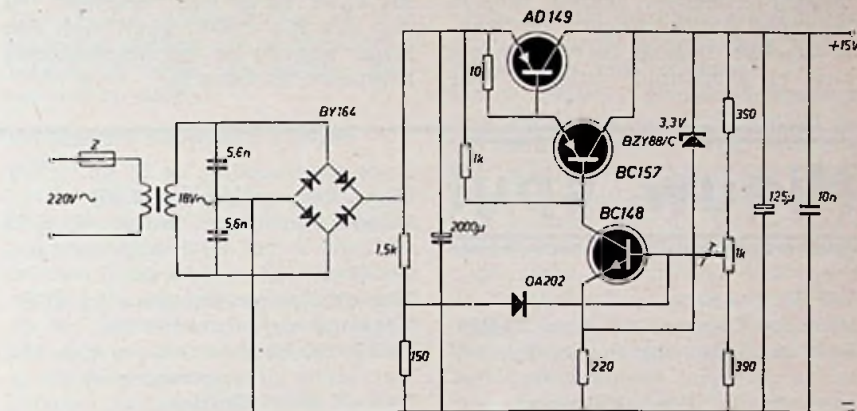 AD149
+15V
10
BY164
3,3V
BZY88/C
390
Z
5,6n
1k
BC157
220V~
18V~
BC148
125µ
10n
5,6n
2000µ
1,5k
1k
OA202
150
220
390
−